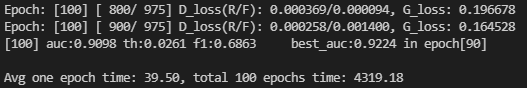 Epoch: [100] [ 800/ 975] D_loss(R/F): 0.000369/0.000094, G_loss: 0.196678
Epoch: [100] [ 900/ 975] D_loss(R/F): 0.000258/0.001400, G_loss: 0.164528
[100] auc:0.9098 th:0.0261 f1:0.6863     best_auc:0.9224 in epoch[90]
Avg one epoch time: 39.50, total 100 epochs time: 4319.18